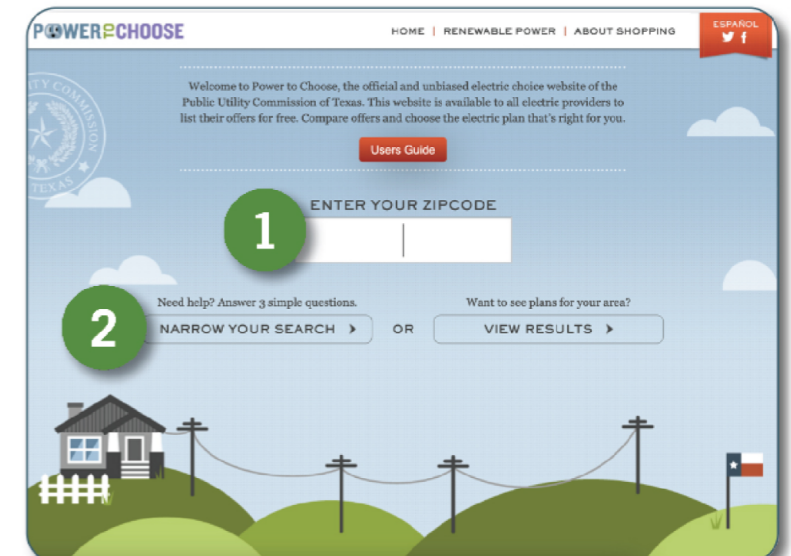 POWER TO CHOOSE
HOME | RENEWABLE POWER | ABOUT SHOPPING
ESPAÑOL
TY CO
TEXAS
MISSION
Welcome to Power to Choose, the official and unbiased electric choice website of the
Public Utility Commission of Texas. This website is available to all electric providers to
list their offers for free. Compare offers and choose the electric plan that's right for you.
Users Guide
ENTER YOUR ZIPCODE
1
Need help? Answer 3 simple questions.
Want to see plans for your area?
2
NARROW YOUR SEARCH >
OR
VIEW RESULTS >